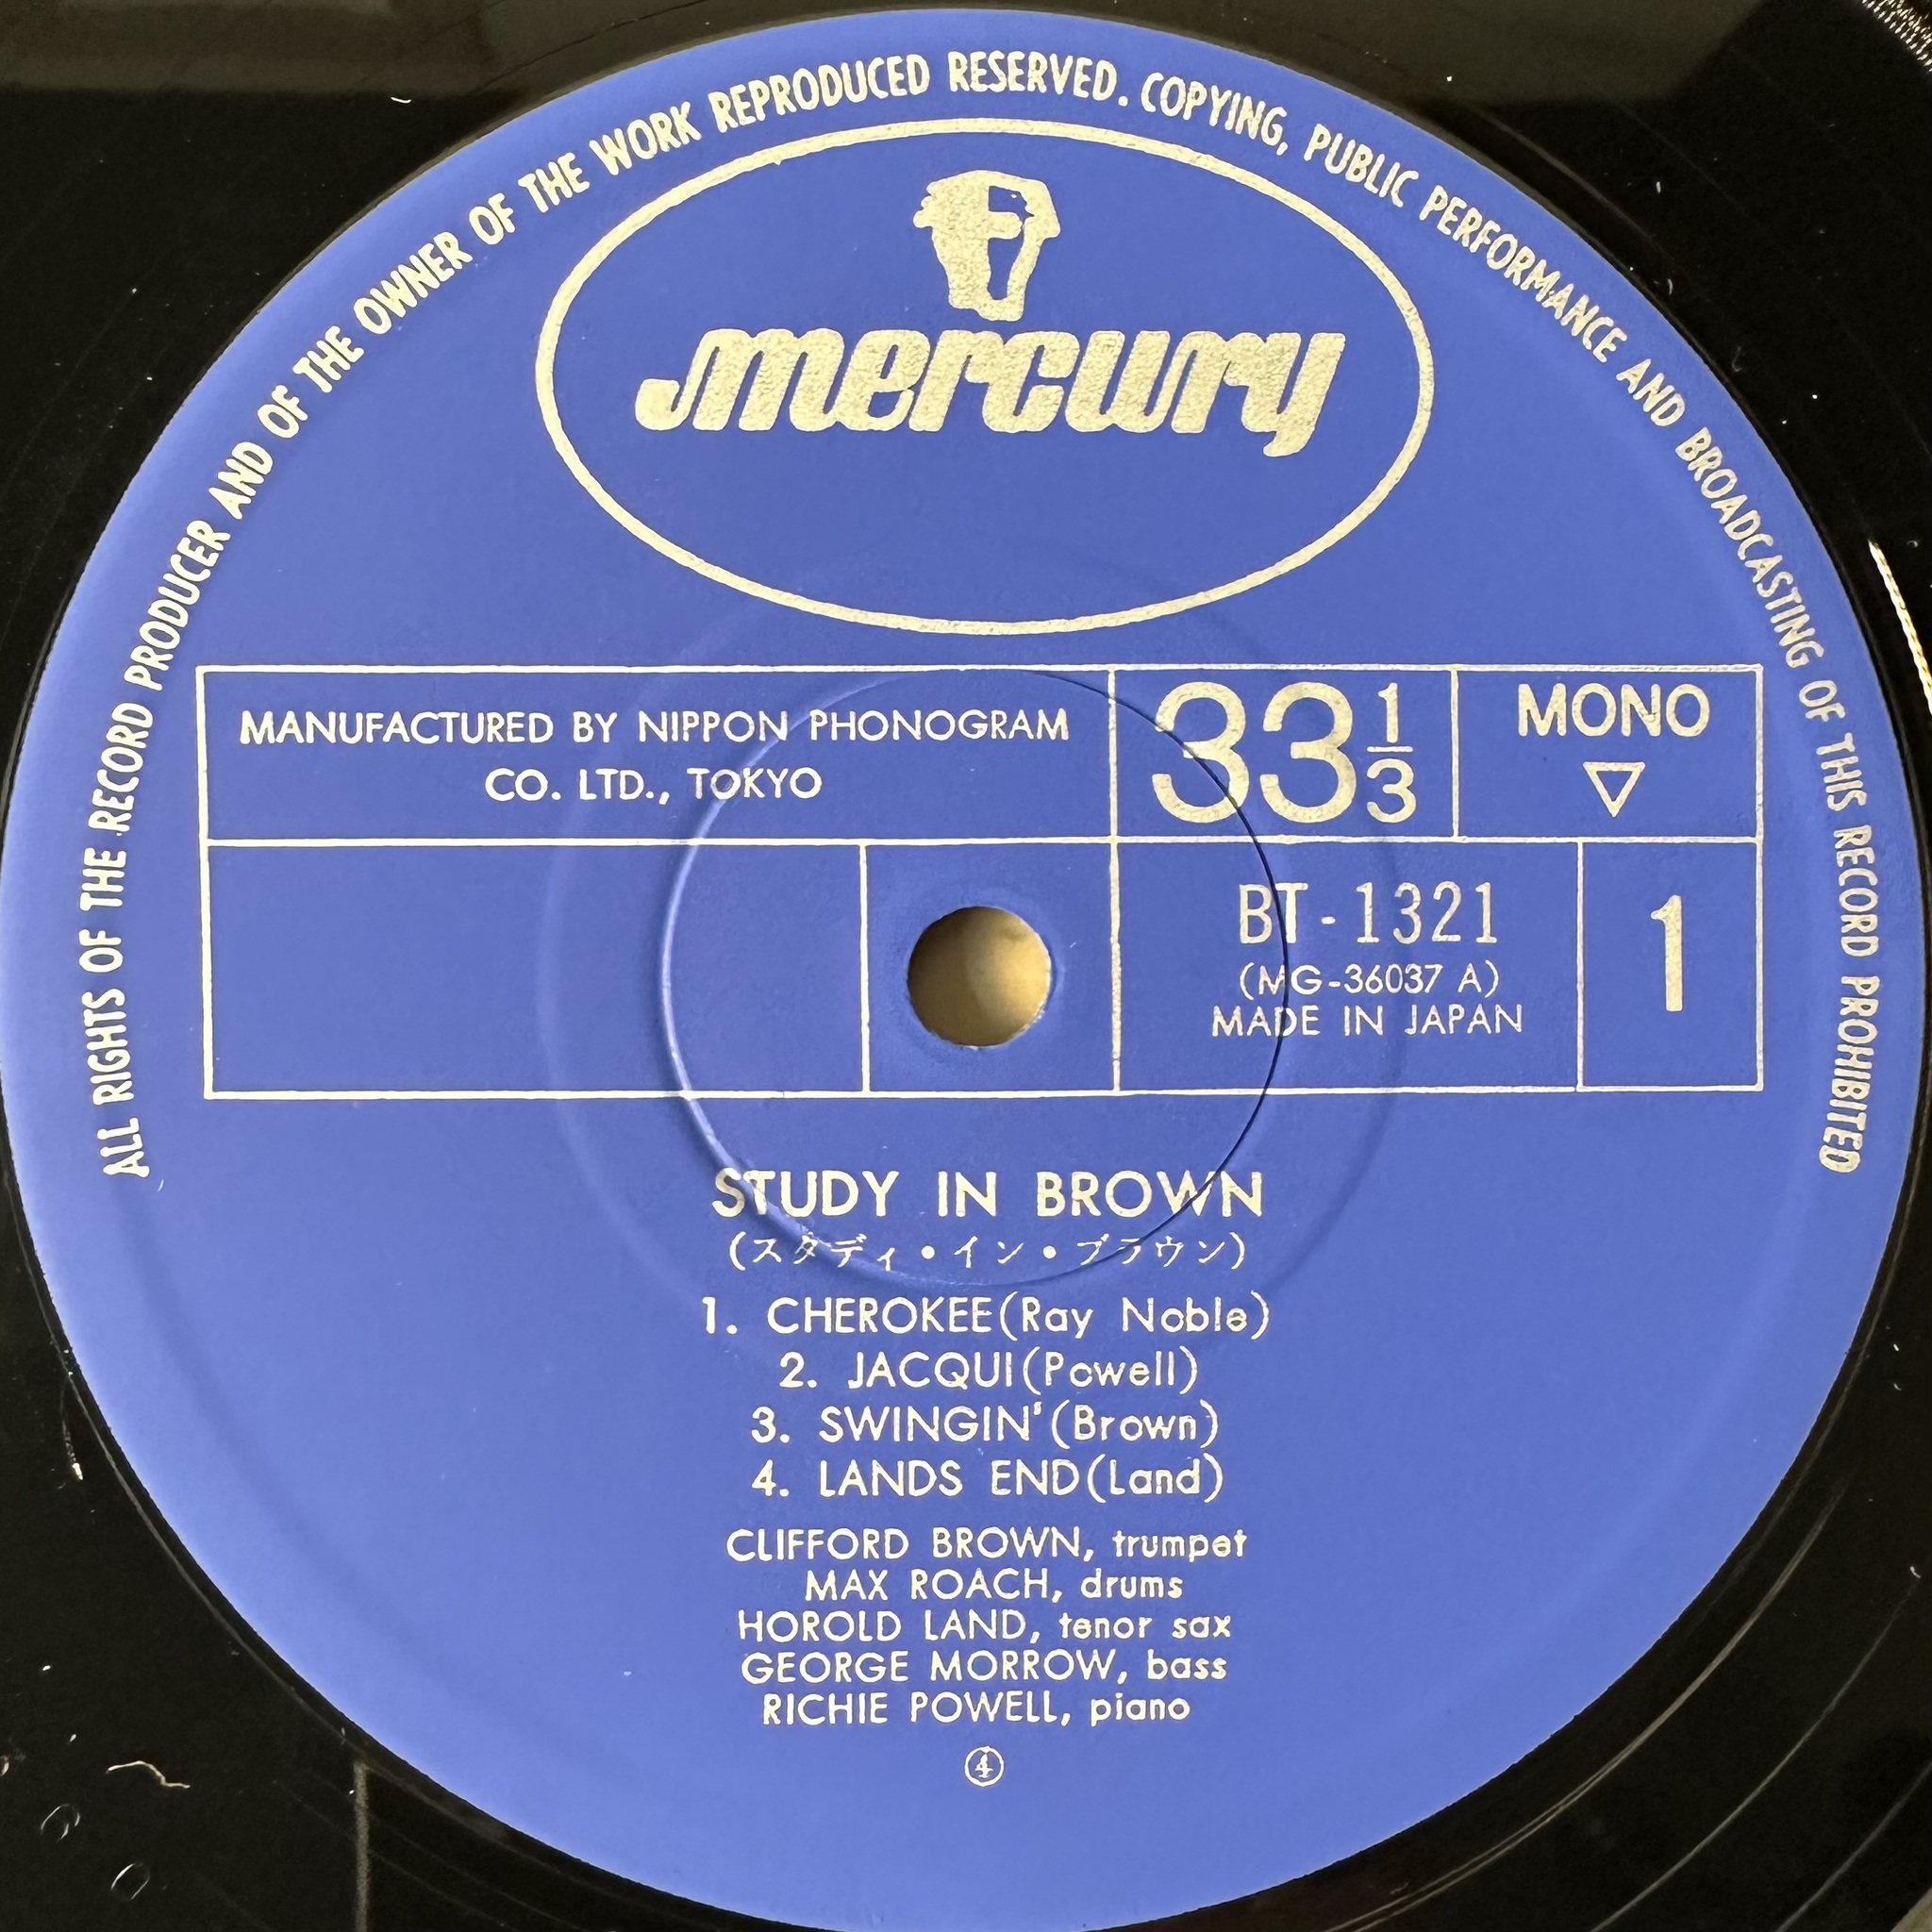 ALL RIGHTS OF THE RECORD PRODUCER AND OF THE OWNER OF THE WORK REPRODUCED RESERVED. COPYING, PUBLIC PERFORMANCE AND BROADCASTING OF THIS RECORD PROHIBITED
mercury
MANUFACTURED BY NIPPON PHONOGRAM
CO. LTD., TOKYO
33 1/3
MONO
▽
BT-1321
(MG-36037 A)
MADE IN JAPAN
1
STUDY IN BROWN
(スタディ・イン・ブラウン)
1. CHEROKEE(Ray Noble)
2. JACQUI(Powell)
3. SWINGIN'(Brown)
4. LANDS END(Land)
CLIFFORD BROWN, trumpet
MAX ROACH, drums
HOROLD LAND, tenor sax
GEORGE MORROW, bass
RICHIE POWELL, piano
④